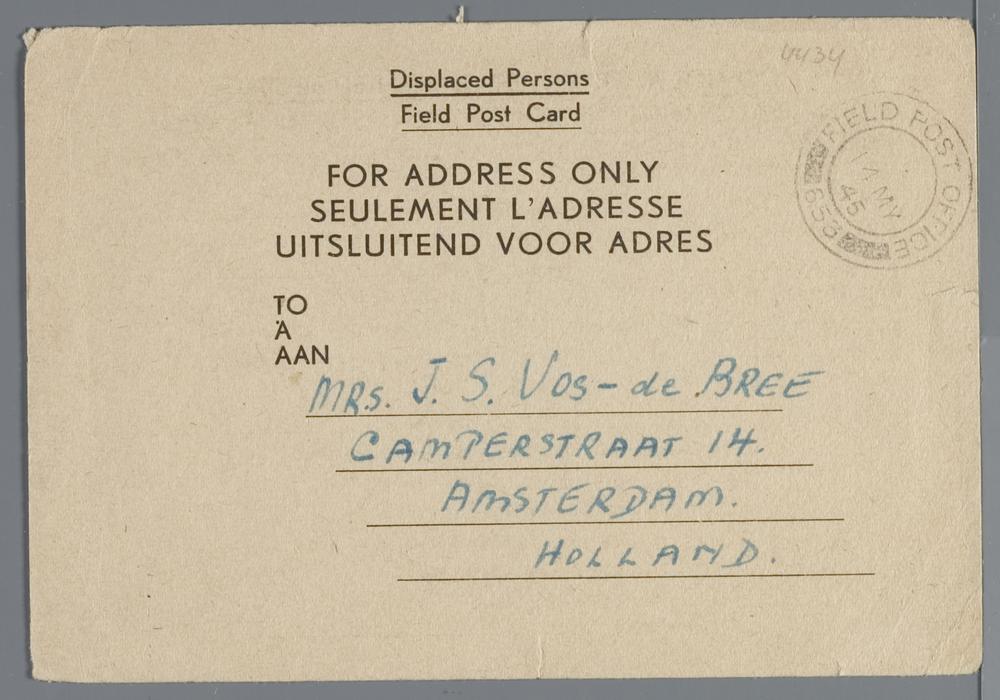 4434
Displaced Persons
Field Post Card
FIELD POST OFFICE
MY
45
FOR ADDRESS ONLY
SEULEMENT L'ADRESSE
UITSLUITEND VOOR ADRES
TO
À
AAN
MRS. J. S. VOS-de BREE
CAMPERSTRAAT 14.
AMSTERDAM.
HOLLAND.